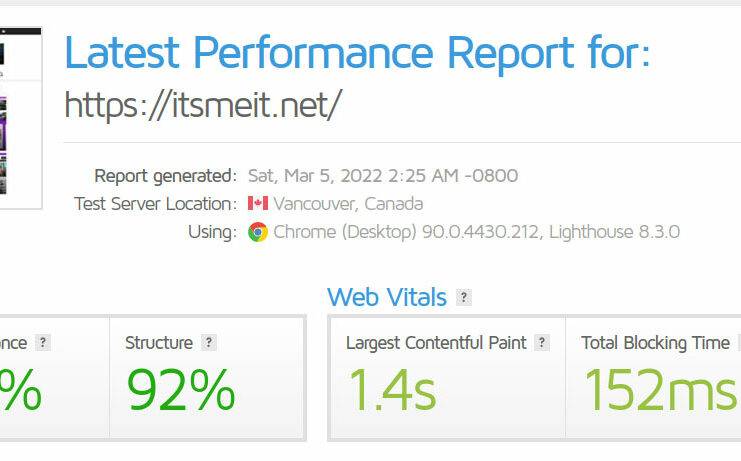 Latest Performance Report for:
https://itsmeit.net/
Report generated: Sat, Mar 5, 2022 2:25 AM -0800
Test Server Location: Vancouver, Canada
Using: Chrome (Desktop) 90.0.4430.212, Lighthouse 8.3.0
Web Vitals ?
nce ? Structure ? Largest Contentful Paint ? Total Blocking Time
% 92% 1.4s 152ms